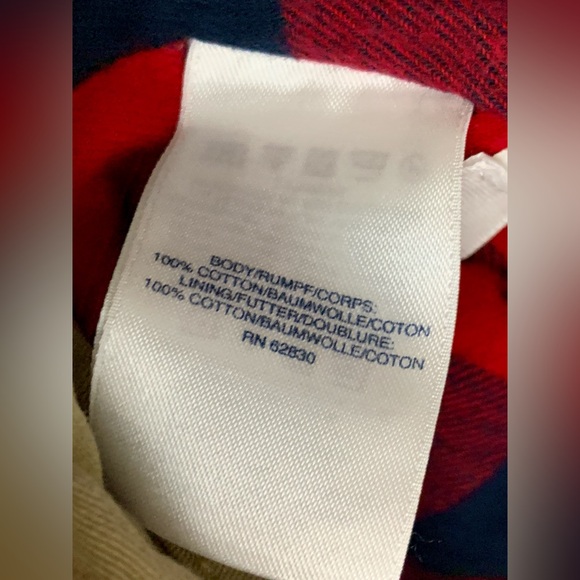 BODY/RUMPF/CORPS:
100% COTTON/BAUMWOLLE/COTON
LINING/FUTTER/DOUBLURE:
100% COTTON/BAUMWOLLE/COTON
RN 62830